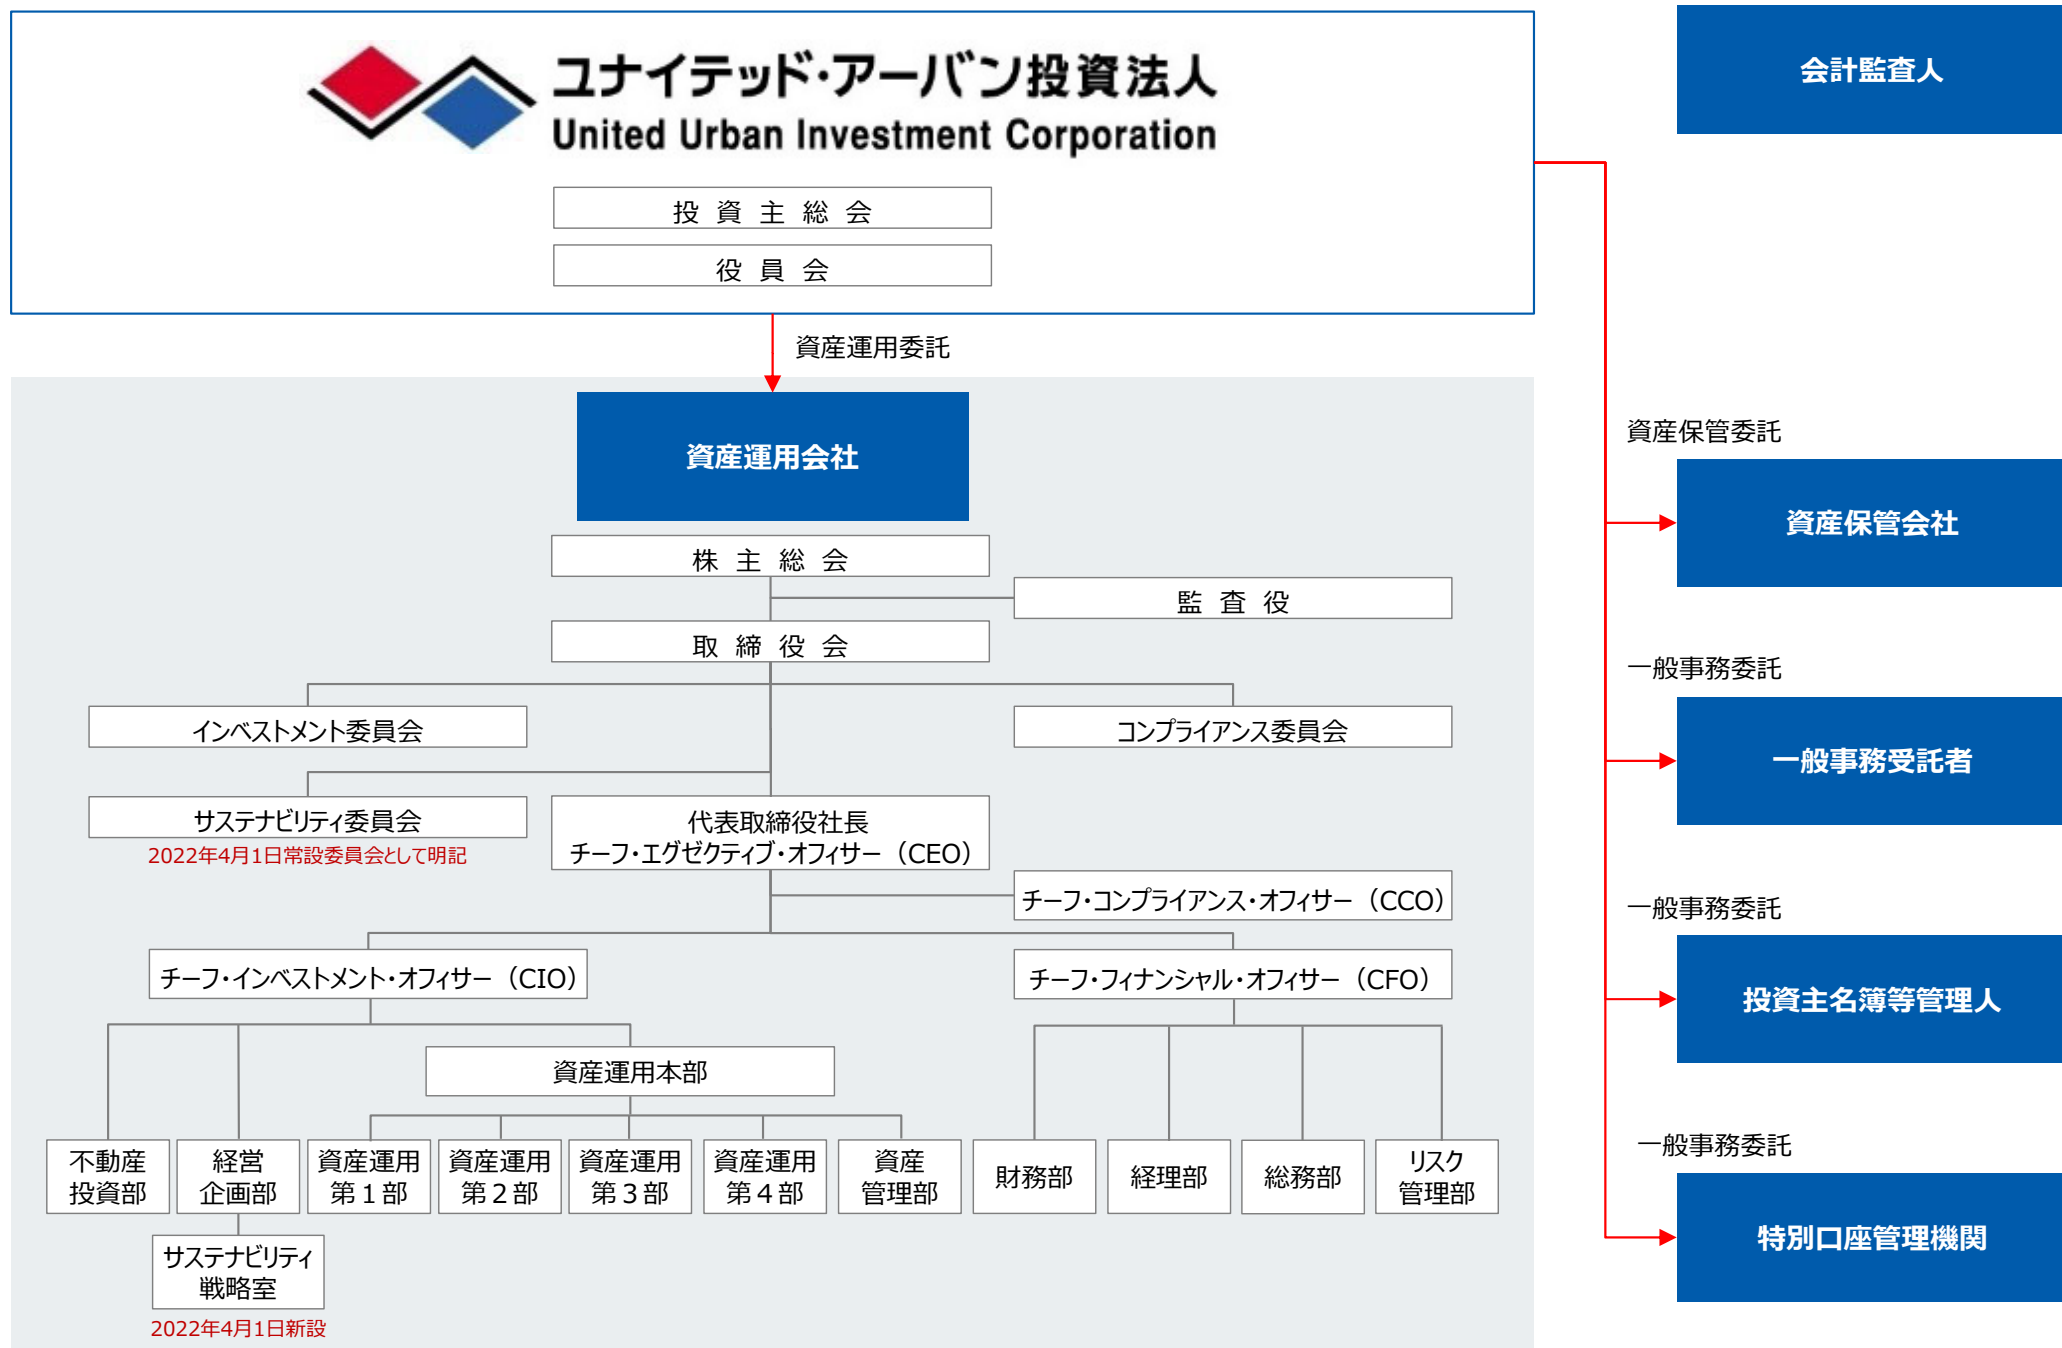 ユナイテッド・アーバン投資法人
United Urban Investment Corporation
投資主総会
役員会
会計監査人
資産運用委託
資産運用会社
株主総会
監査役
取締役会
インベストメント委員会
コンプライアンス委員会
サステナビリティ委員会
2022年4月1日常設委員会として明記
代表取締役社長
チーフ・エグゼクティブ・オフィサー（CEO）
チーフ・コンプライアンス・オフィサー（CCO）
チーフ・インベストメント・オフィサー（CIO）
チーフ・フィナンシャル・オフィサー（CFO）
資産運用本部
不動産
投資部
経営
企画部
資産運用
第１部
資産運用
第２部
資産運用
第３部
資産運用
第４部
資産
管理部
財務部
経理部
総務部
リスク
管理部
サステナビリティ
戦略室
2022年4月1日新設
資産保管委託
資産保管会社
一般事務委託
一般事務受託者
一般事務委託
投資主名簿等管理人
一般事務委託
特別口座管理機関